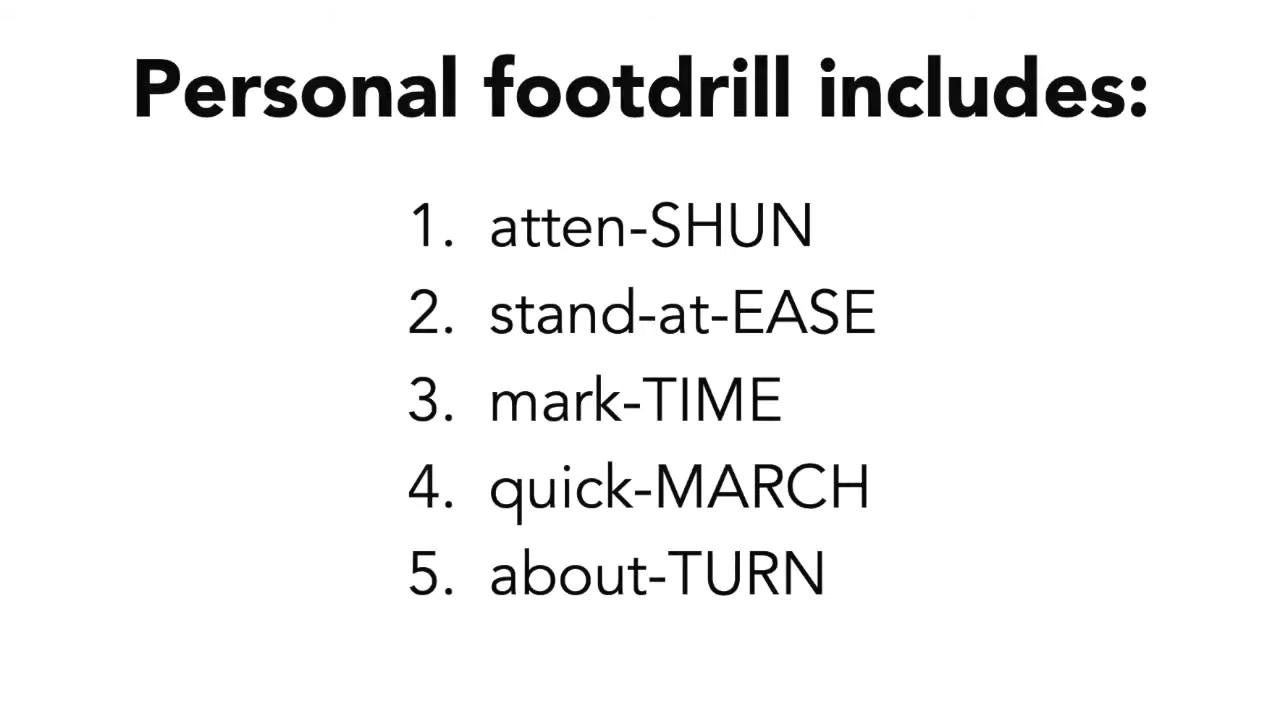 Personal footdrill includes:
1. atten-SHUN
2. stand-at-EASE
3. mark-TIME
4. quick-MARCH
5. about-TURN